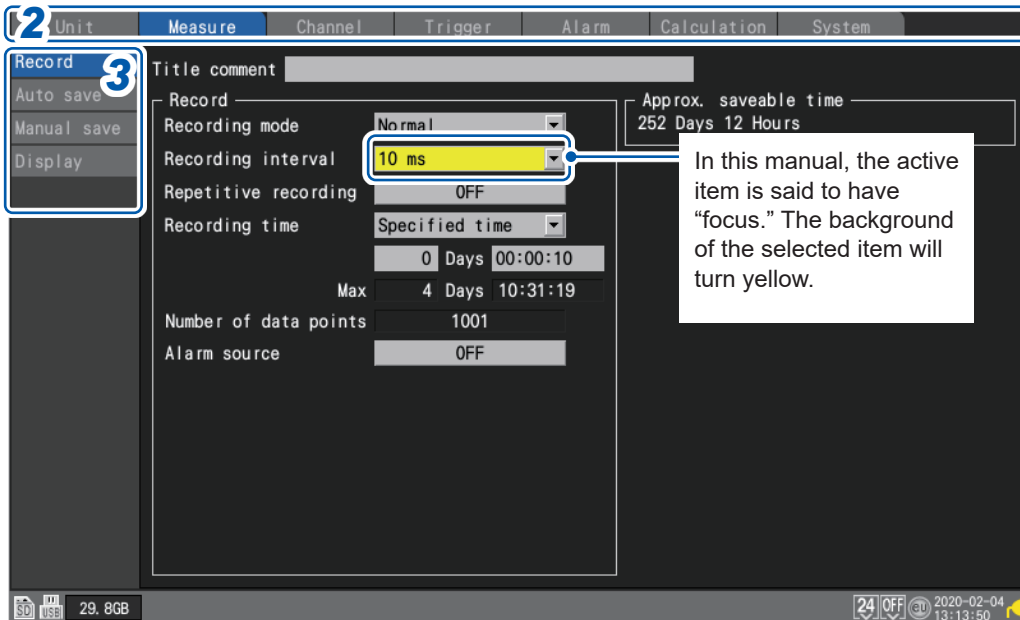 2 Unit Measure Channel Trigger Alarm Calculation System
Record 3
Auto save
Manual save
Display
Title comment
Record
Recording mode Normal
Recording interval 10 ms
Repetitive recording OFF
Recording time Specified time
0 Days 00:00:10
Max 4 Days 10:31:19
Number of data points 1001
Alarm source OFF
Approx. saveable time
252 Days 12 Hours
In this manual, the active
item is said to have
“focus.” The background
of the selected item will
turn yellow.
SD USB 29.8GB
24 OFF eu 2020-02-04
13:13:50